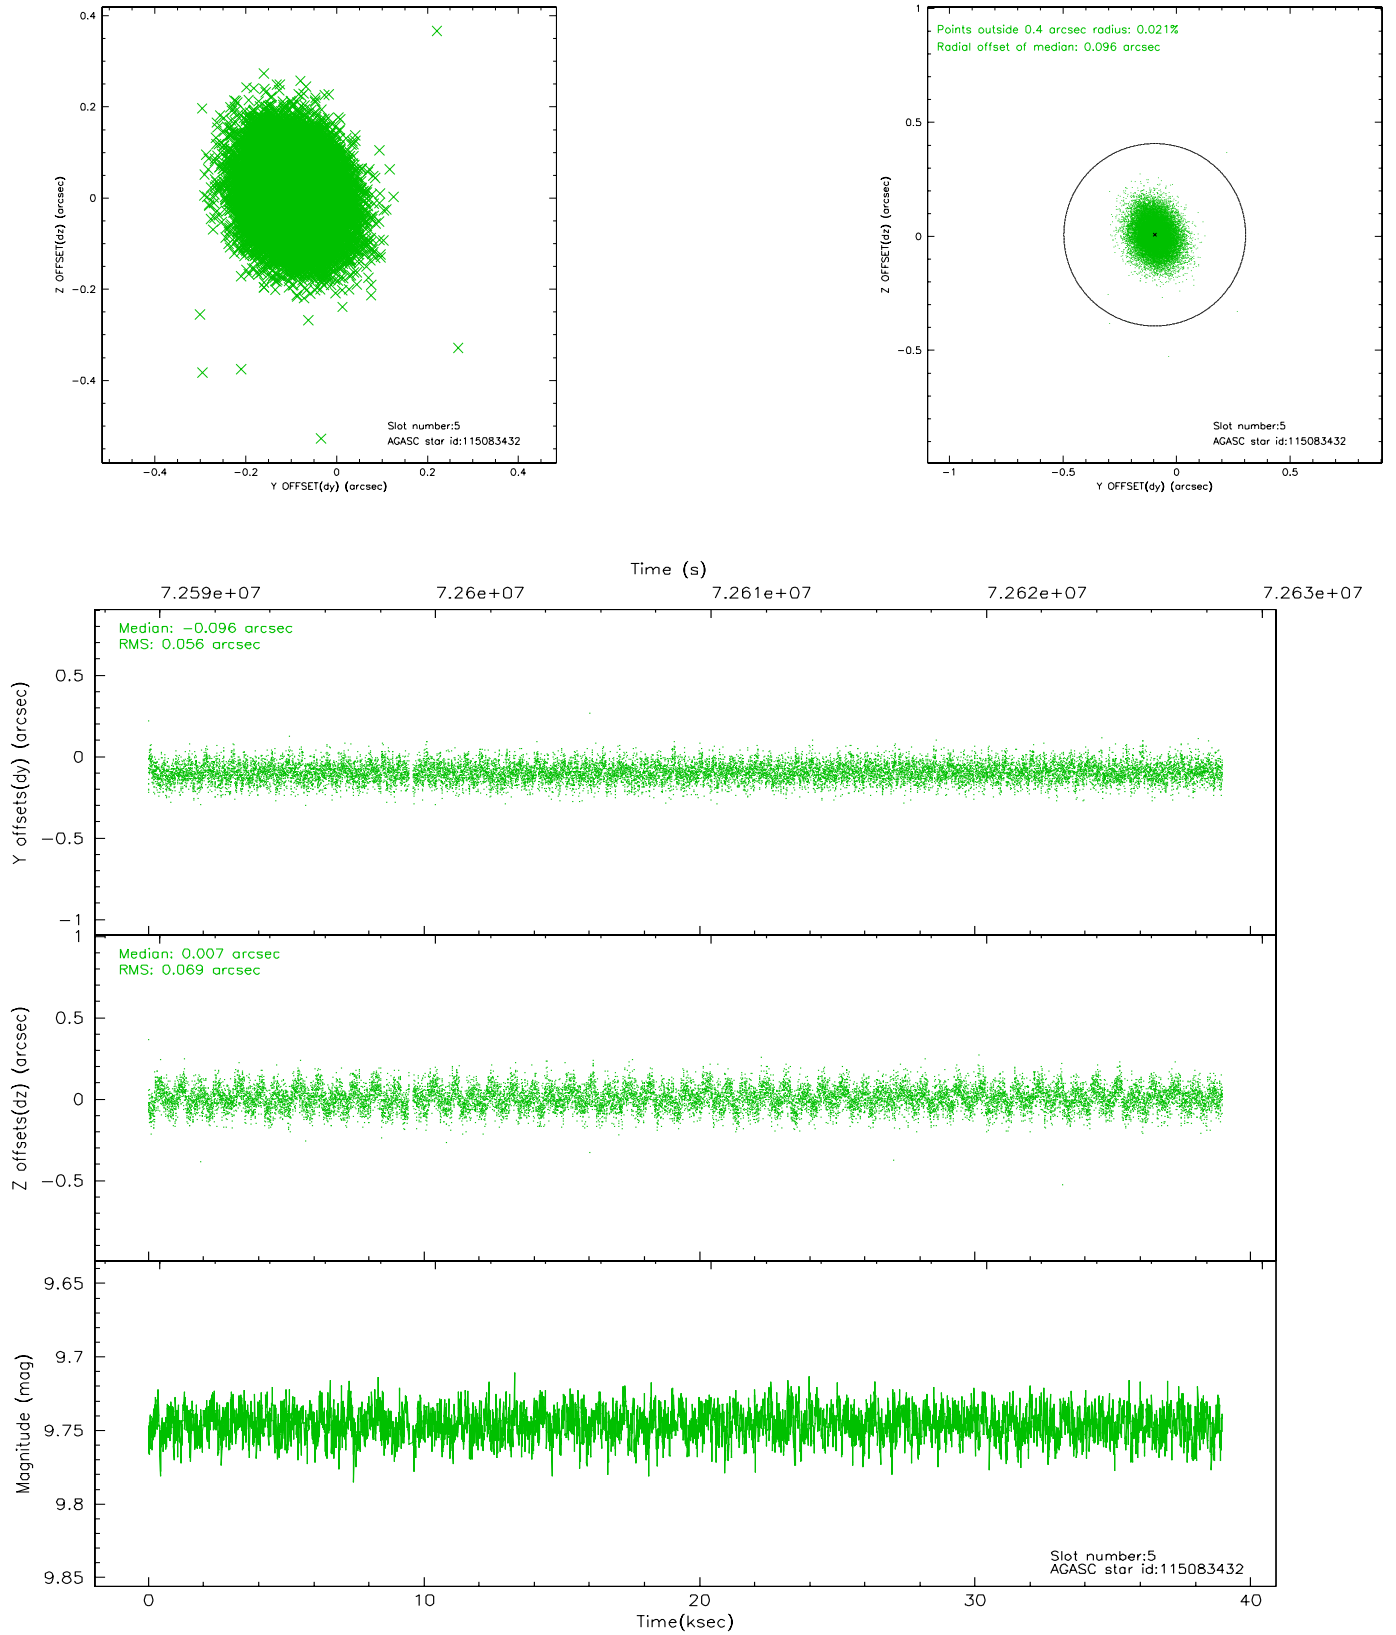 0.4
0.2
0
−0.2
−0.4
Z OFFSET(dz) (arcsec)
−0.4
−0.2
0
0.2
0.4
Y OFFSET(dy) (arcsec)
Slot number:5
AGASC star id:115083432
Points outside 0.4 arcsec radius: 0.021%
Radial offset of median: 0.096 arcsec
1
0.5
0
−0.5
Z OFFSET(dz) (arcsec)
−1
−0.5
0
0.5
Y OFFSET(dy) (arcsec)
Slot number:5
AGASC star id:115083432
Time (s)
7.259e+07
7.26e+07
7.261e+07
7.262e+07
7.263e+07
Median: −0.096 arcsec
RMS: 0.056 arcsec
0.5
0
−0.5
−1
Y offsets(dy) (arcsec)
Median: 0.007 arcsec
RMS: 0.069 arcsec
1
0.5
0
−0.5
Z offsets(dz) (arcsec)
9.65
9.7
9.75
9.8
9.85
Magnitude (mag)
Slot number:5
AGASC star id:115083432
0
10
20
30
40
Time(ksec)